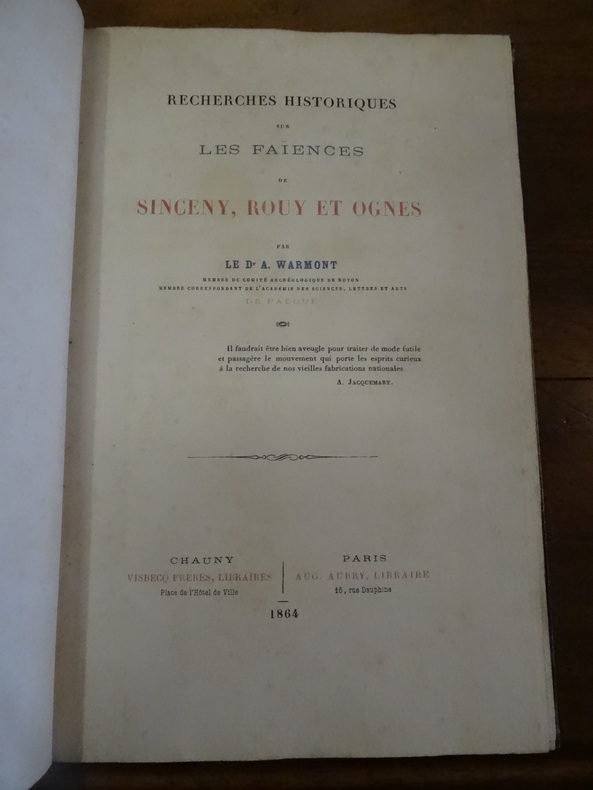 RECHERCHES HISTORIQUES
SUR
LES FAÏENCES
DE
SINCENY, ROUY ET OGNES
PAR
LE Dr A. WARMONT
MEMBRE DU COMITÉ ARCHÉOLOGIQUE DE NOYON
MEMBRE CORRESPONDANT DE L'ACADÉMIE DES SCIENCES, LETTRES ET ARTS
DE
Il faudrait être bien aveugle pour traiter de mode futile
et passagère le mouvement qui porte les esprits curieux
à la recherche de nos vieilles fabrications nationales.
A. JACQUEMART.
CHAUNY
VISBECQ FRÈRES, LIBRAIRES
Place de l'Hôtel de Ville
PARIS
AUG. AUBRY, LIBRAIRE
16, rue Dauphine
1864